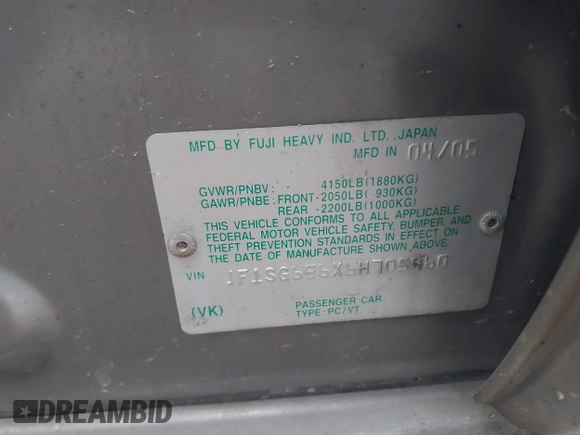 MFD BY FUJI HEAVY IND. LTD. JAPAN
MFD IN 04/05
GVWR/PNBV: 4150LB(1880KG)
GAWR/PNBE: FRONT-2050LB( 930KG)
REAR -2200LB(1000KG)
THIS VEHICLE CONFORMS TO ALL APPLICABLE
FEDERAL MOTOR VEHICLE SAFETY, BUMPER, AND
THEFT PREVENTION STANDARDS IN EFFECT ON
THE DATE OF MANUFACTURE SHOWN ABOVE.
VIN
(VK)
PASSENGER CAR
TYPE: PC/VT
DREAMBID